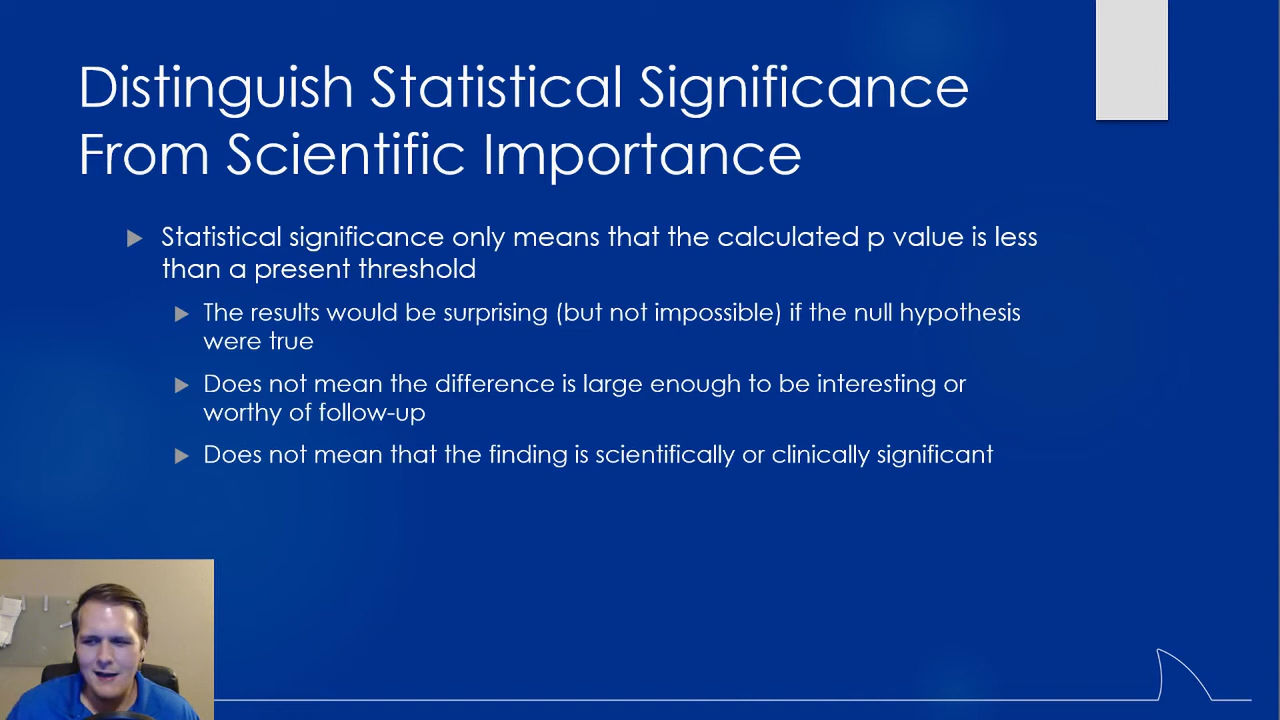 Distinguish Statistical Significance
From Scientific Importance
Statistical significance only means that the calculated p value is less
than a present threshold
The results would be surprising (but not impossible) if the null hypothesis
were true
Does not mean the difference is large enough to be interesting or
worthy of follow-up
Does not mean that the finding is scientifically or clinically significant